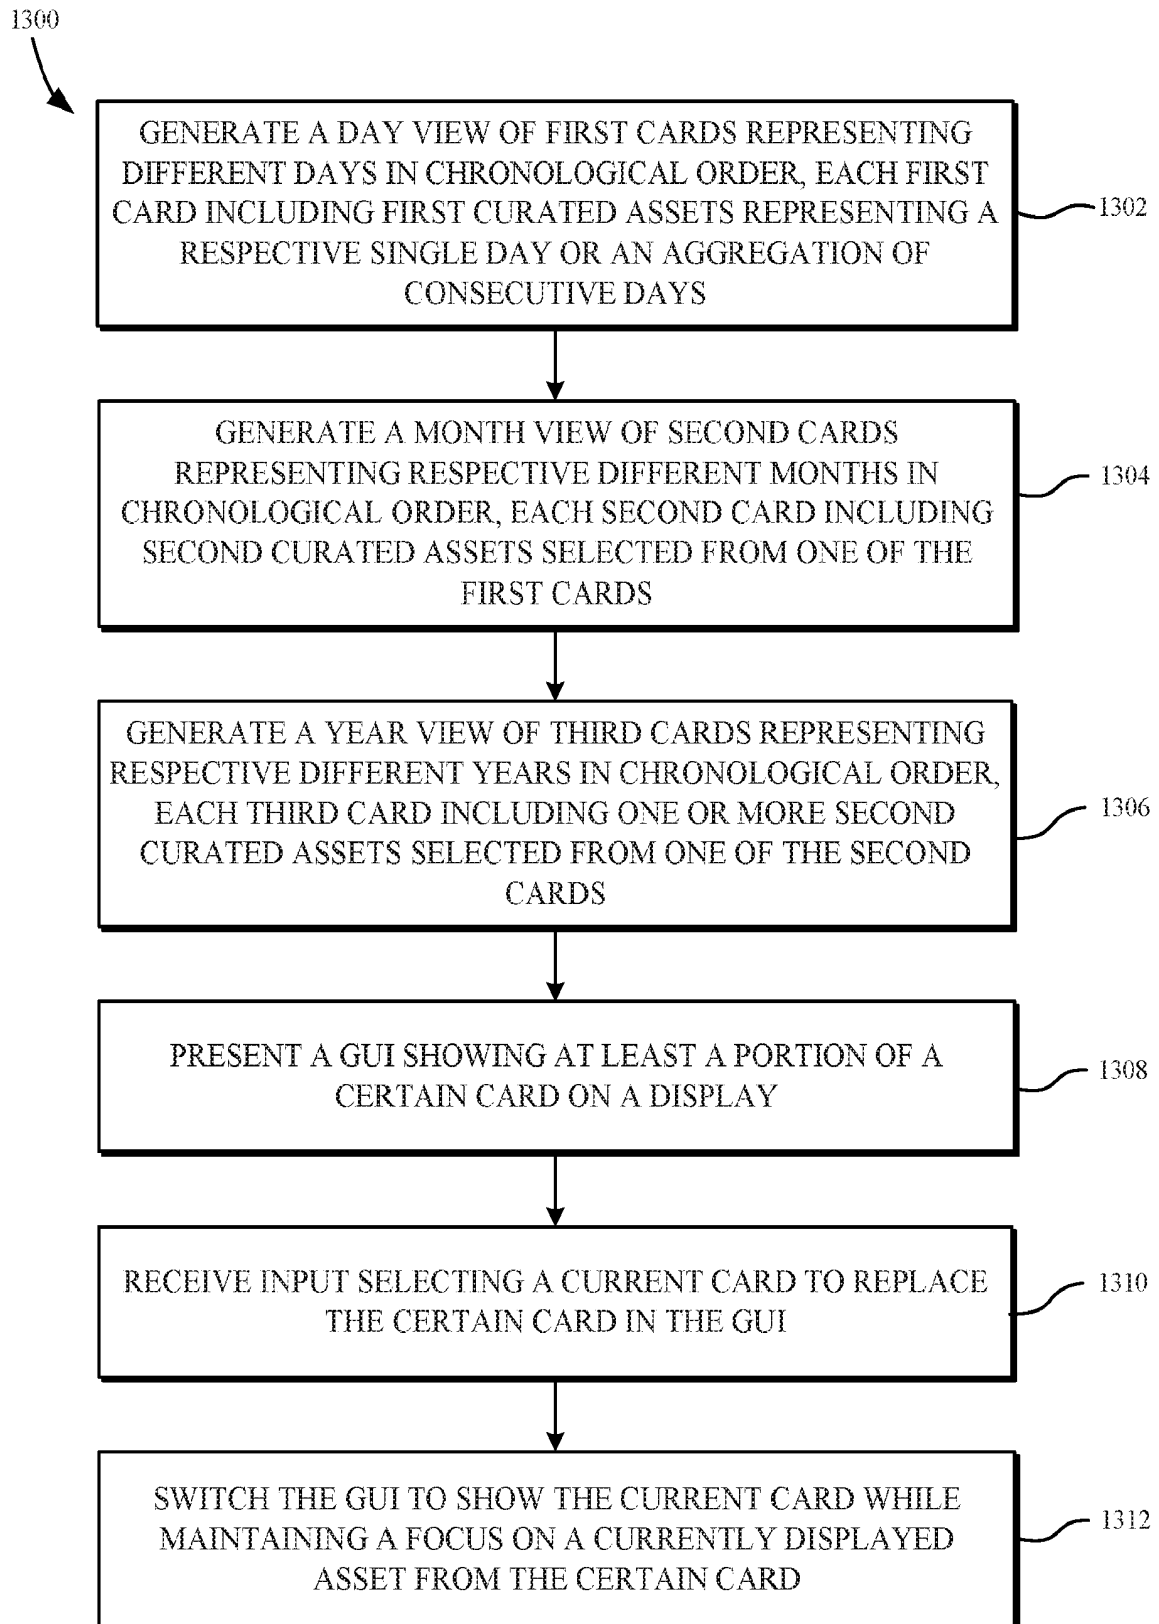 1300
GENERATE A DAY VIEW OF FIRST CARDS REPRESENTING
DIFFERENT DAYS IN CHRONOLOGICAL ORDER, EACH FIRST
CARD INCLUDING FIRST CURATED ASSETS REPRESENTING A
RESPECTIVE SINGLE DAY OR AN AGGREGATION OF
CONSECUTIVE DAYS
1302
GENERATE A MONTH VIEW OF SECOND CARDS
REPRESENTING RESPECTIVE DIFFERENT MONTHS IN
CHRONOLOGICAL ORDER, EACH SECOND CARD INCLUDING
SECOND CURATED ASSETS SELECTED FROM ONE OF THE
FIRST CARDS
1304
GENERATE A YEAR VIEW OF THIRD CARDS REPRESENTING
RESPECTIVE DIFFERENT YEARS IN CHRONOLOGICAL ORDER,
EACH THIRD CARD INCLUDING ONE OR MORE SECOND
CURATED ASSETS SELECTED FROM ONE OF THE SECOND
CARDS
1306
PRESENT A GUI SHOWING AT LEAST A PORTION OF A
CERTAIN CARD ON A DISPLAY
1308
RECEIVE INPUT SELECTING A CURRENT CARD TO REPLACE
THE CERTAIN CARD IN THE GUI
1310
SWITCH THE GUI TO SHOW THE CURRENT CARD WHILE
MAINTAINING A FOCUS ON A CURRENTLY DISPLAYED
ASSET FROM THE CERTAIN CARD
1312